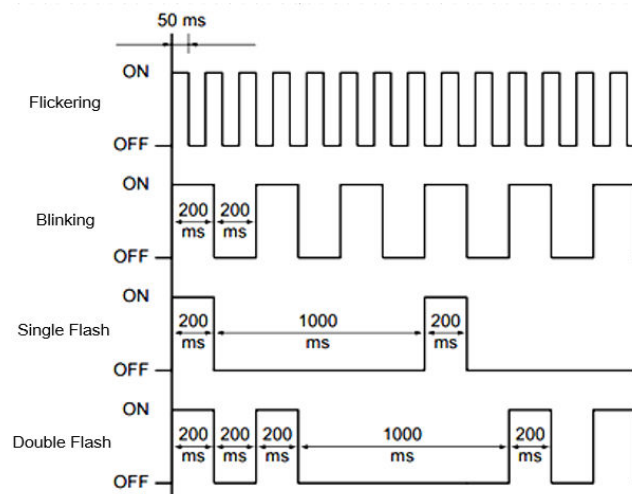 50 ms
ON
Flickering
OFF
ON
200 200
Blinking
ms ms
OFF
ON
Single Flash
200 1000 200
ms ms ms
OFF
ON
Double Flash
200 200 200 1000 200
ms ms ms ms ms
OFF